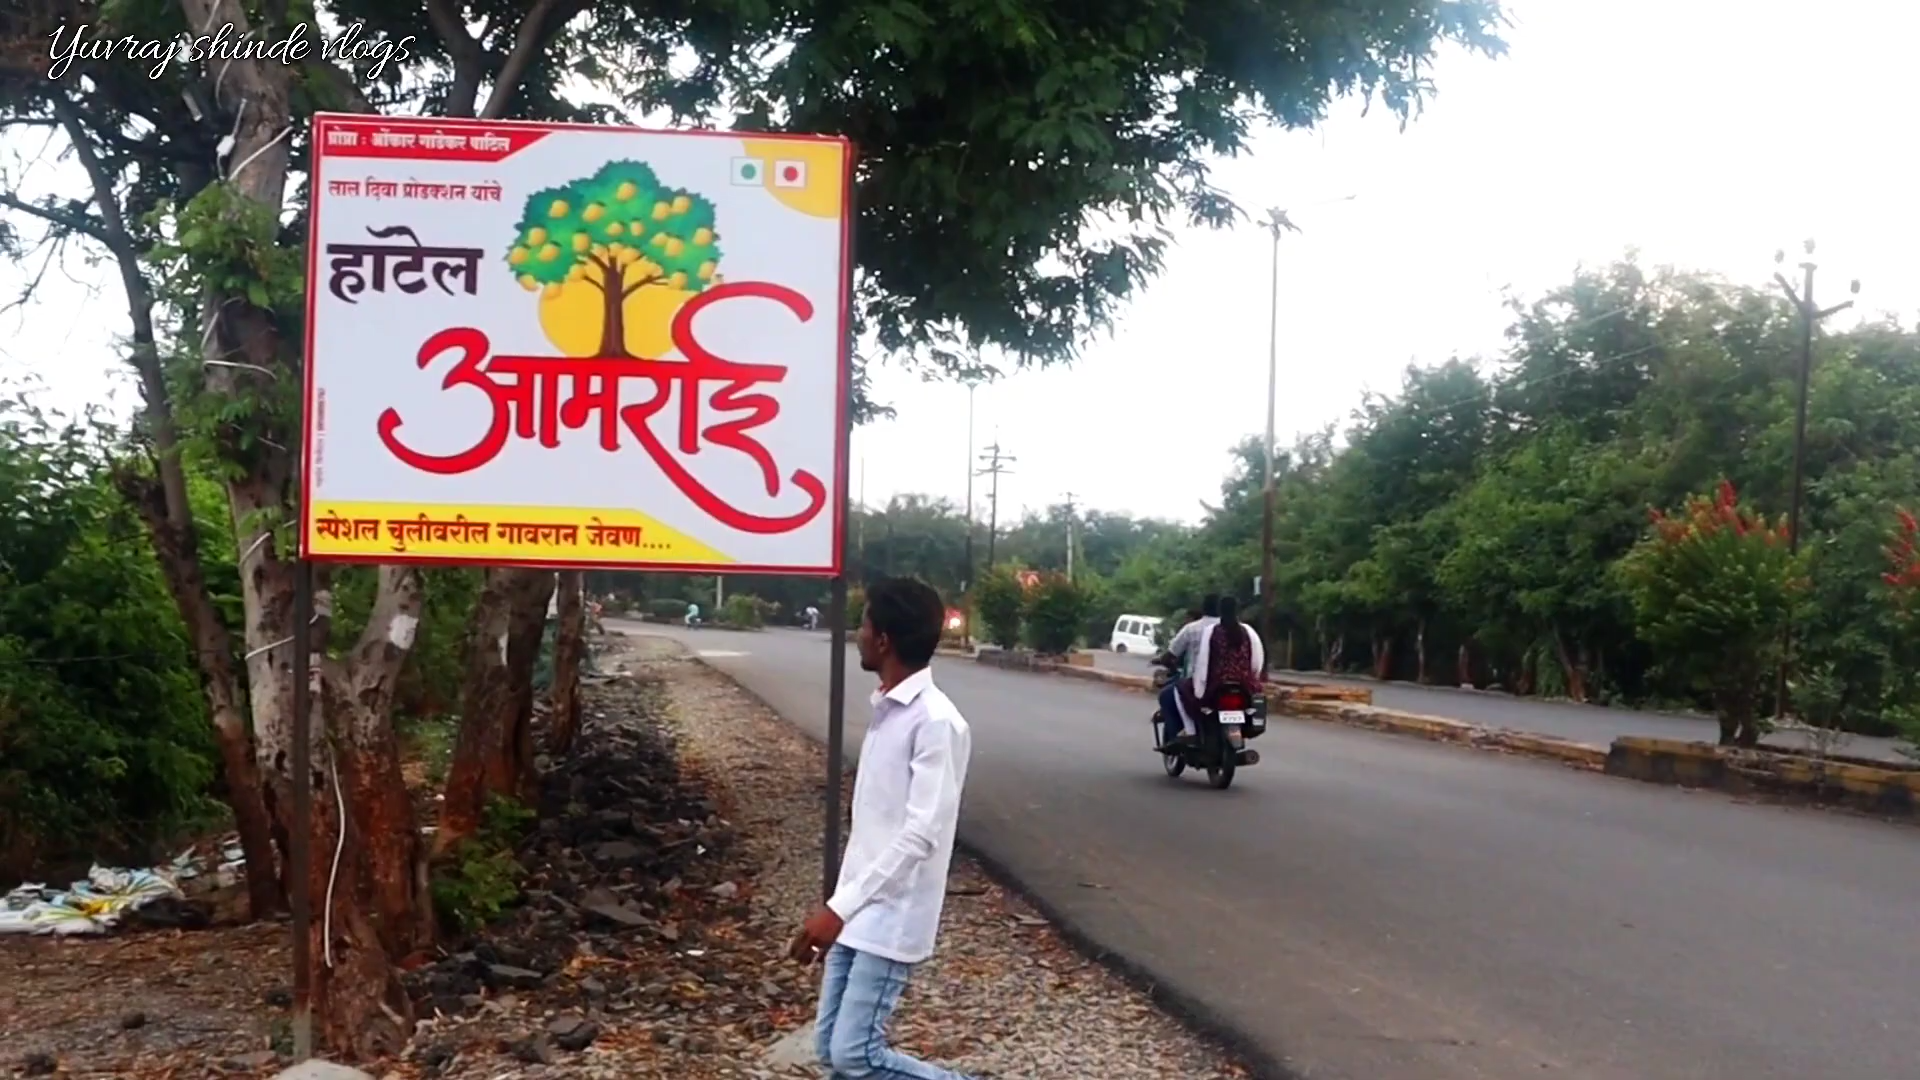 Yuvraj shinde vlogs
प्रोप्रा : ओंकार गाडेकर पाटिल
लाल दिवा प्रोडक्शन यांचे
हॉटेल
आमराई
स्पेशल चुलीवरील गावरान जेवण....